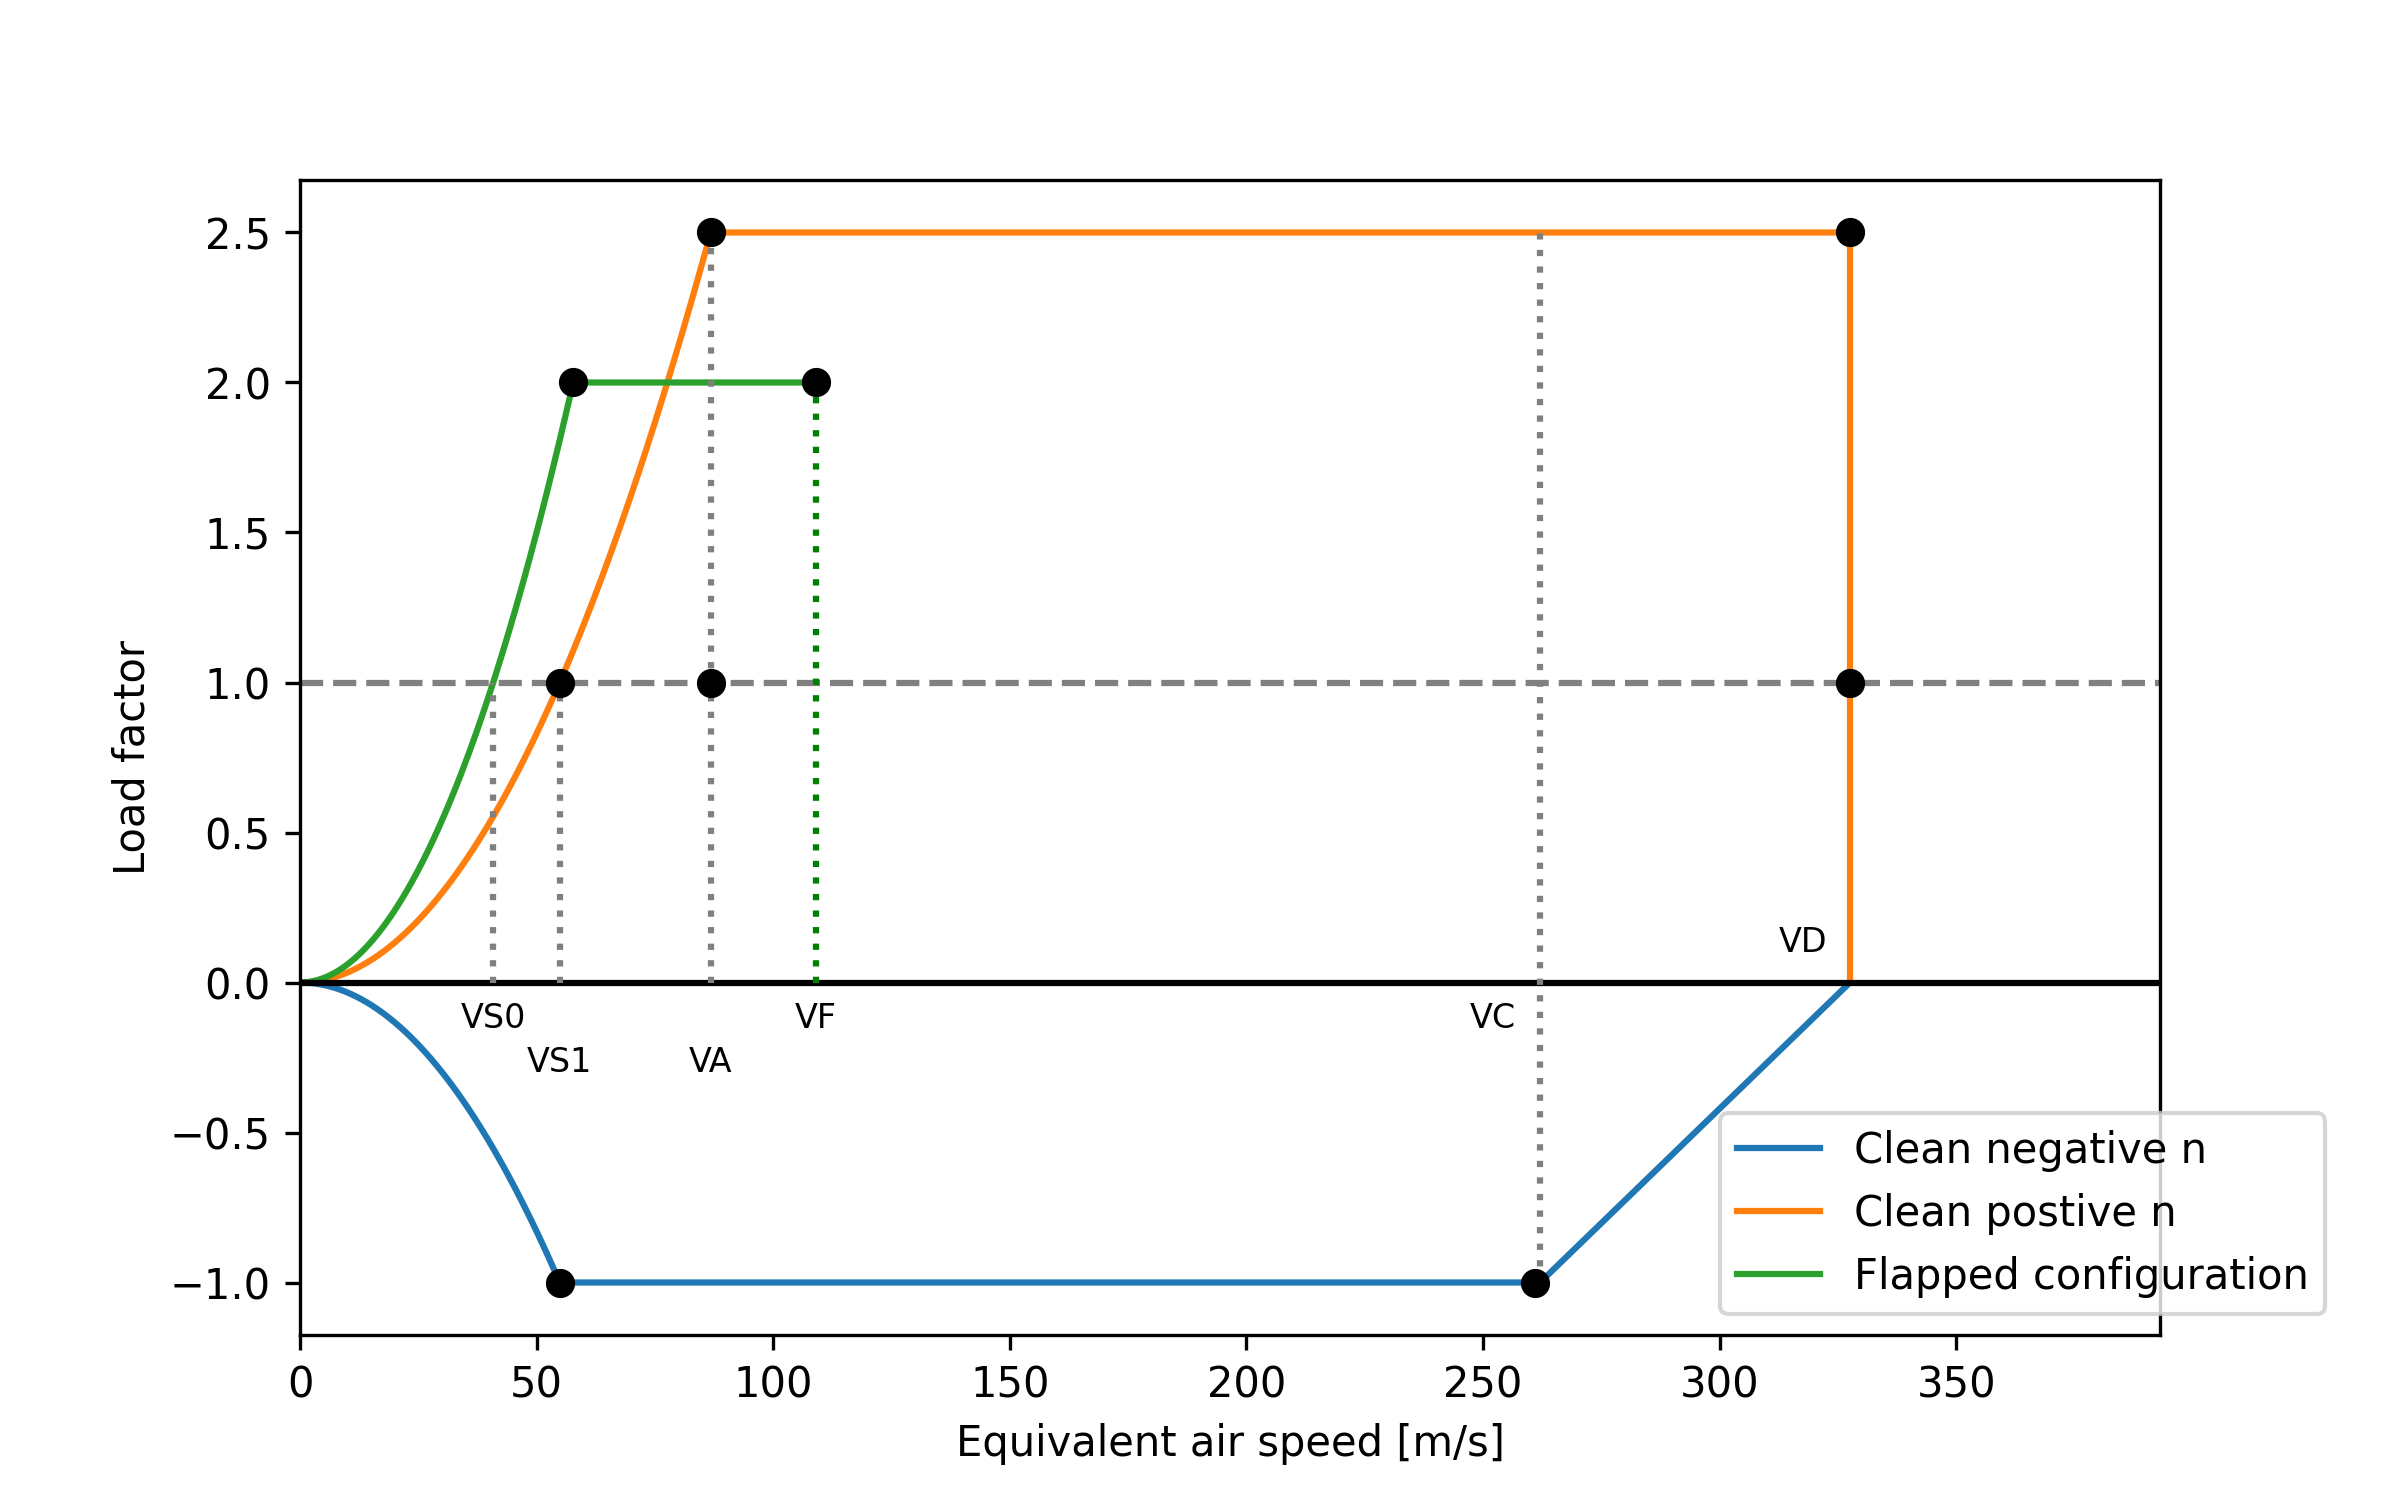 2.5
2.0
1.5
1.0
0.5
0.0
−0.5
−1.0
Load factor
VD
VS0
VF
VC
VS1
VA
Clean negative n
Clean postive n
Flapped configuration
0 50 100 150 200 250 300 350
Equivalent air speed [m/s]